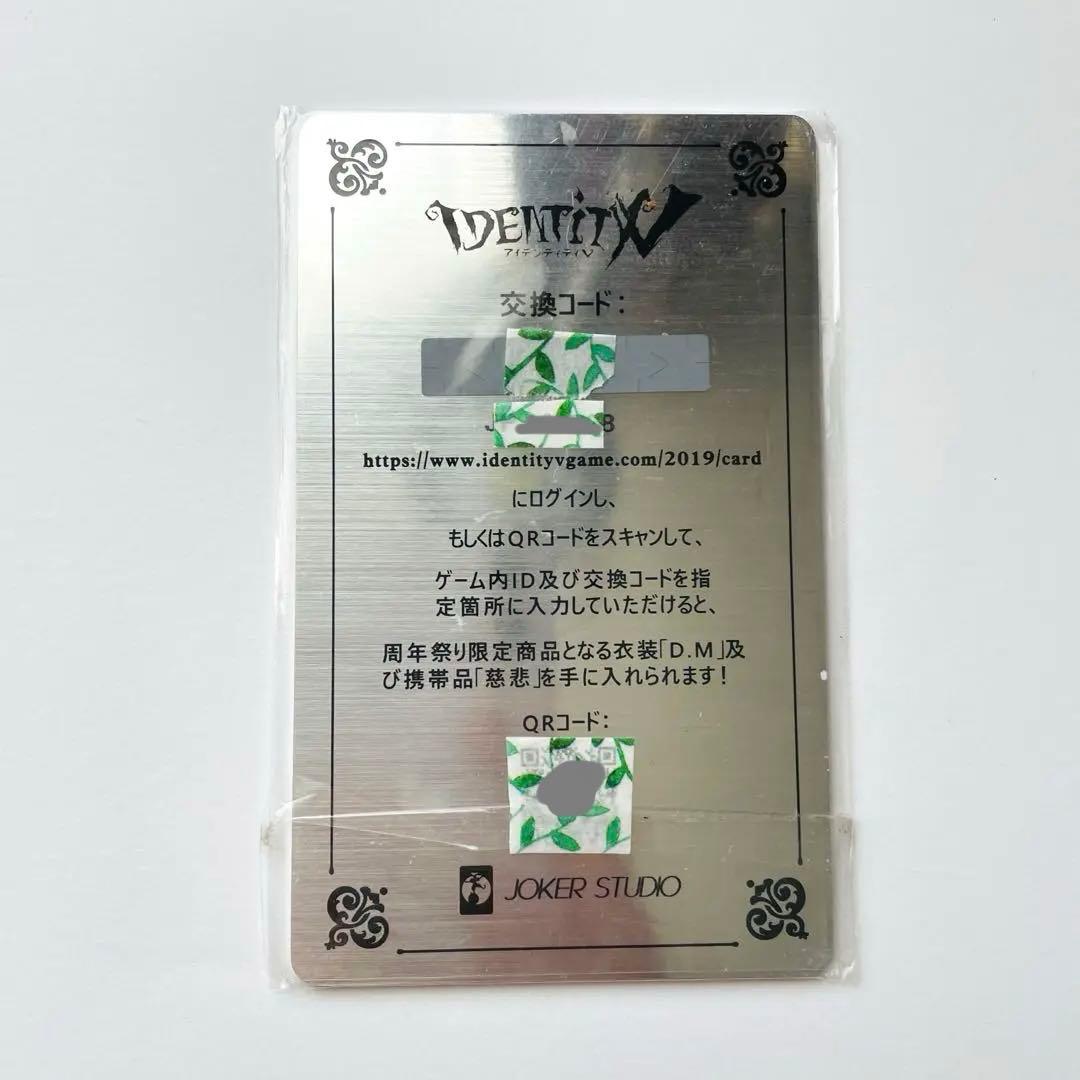 IDENTITY V
アイデンティティV
交換コード：
J 8
https://www.identityvgame.com/2019/card
にログインし、
もしくはQRコードをスキャンして、
ゲーム内ID及び交換コードを指
定箇所に入力していただけると、
周年祭り限定商品となる衣装「D.M」及
び携帯品「慈悲」を手に入れられます！
QRコード：
JOKER STUDIO